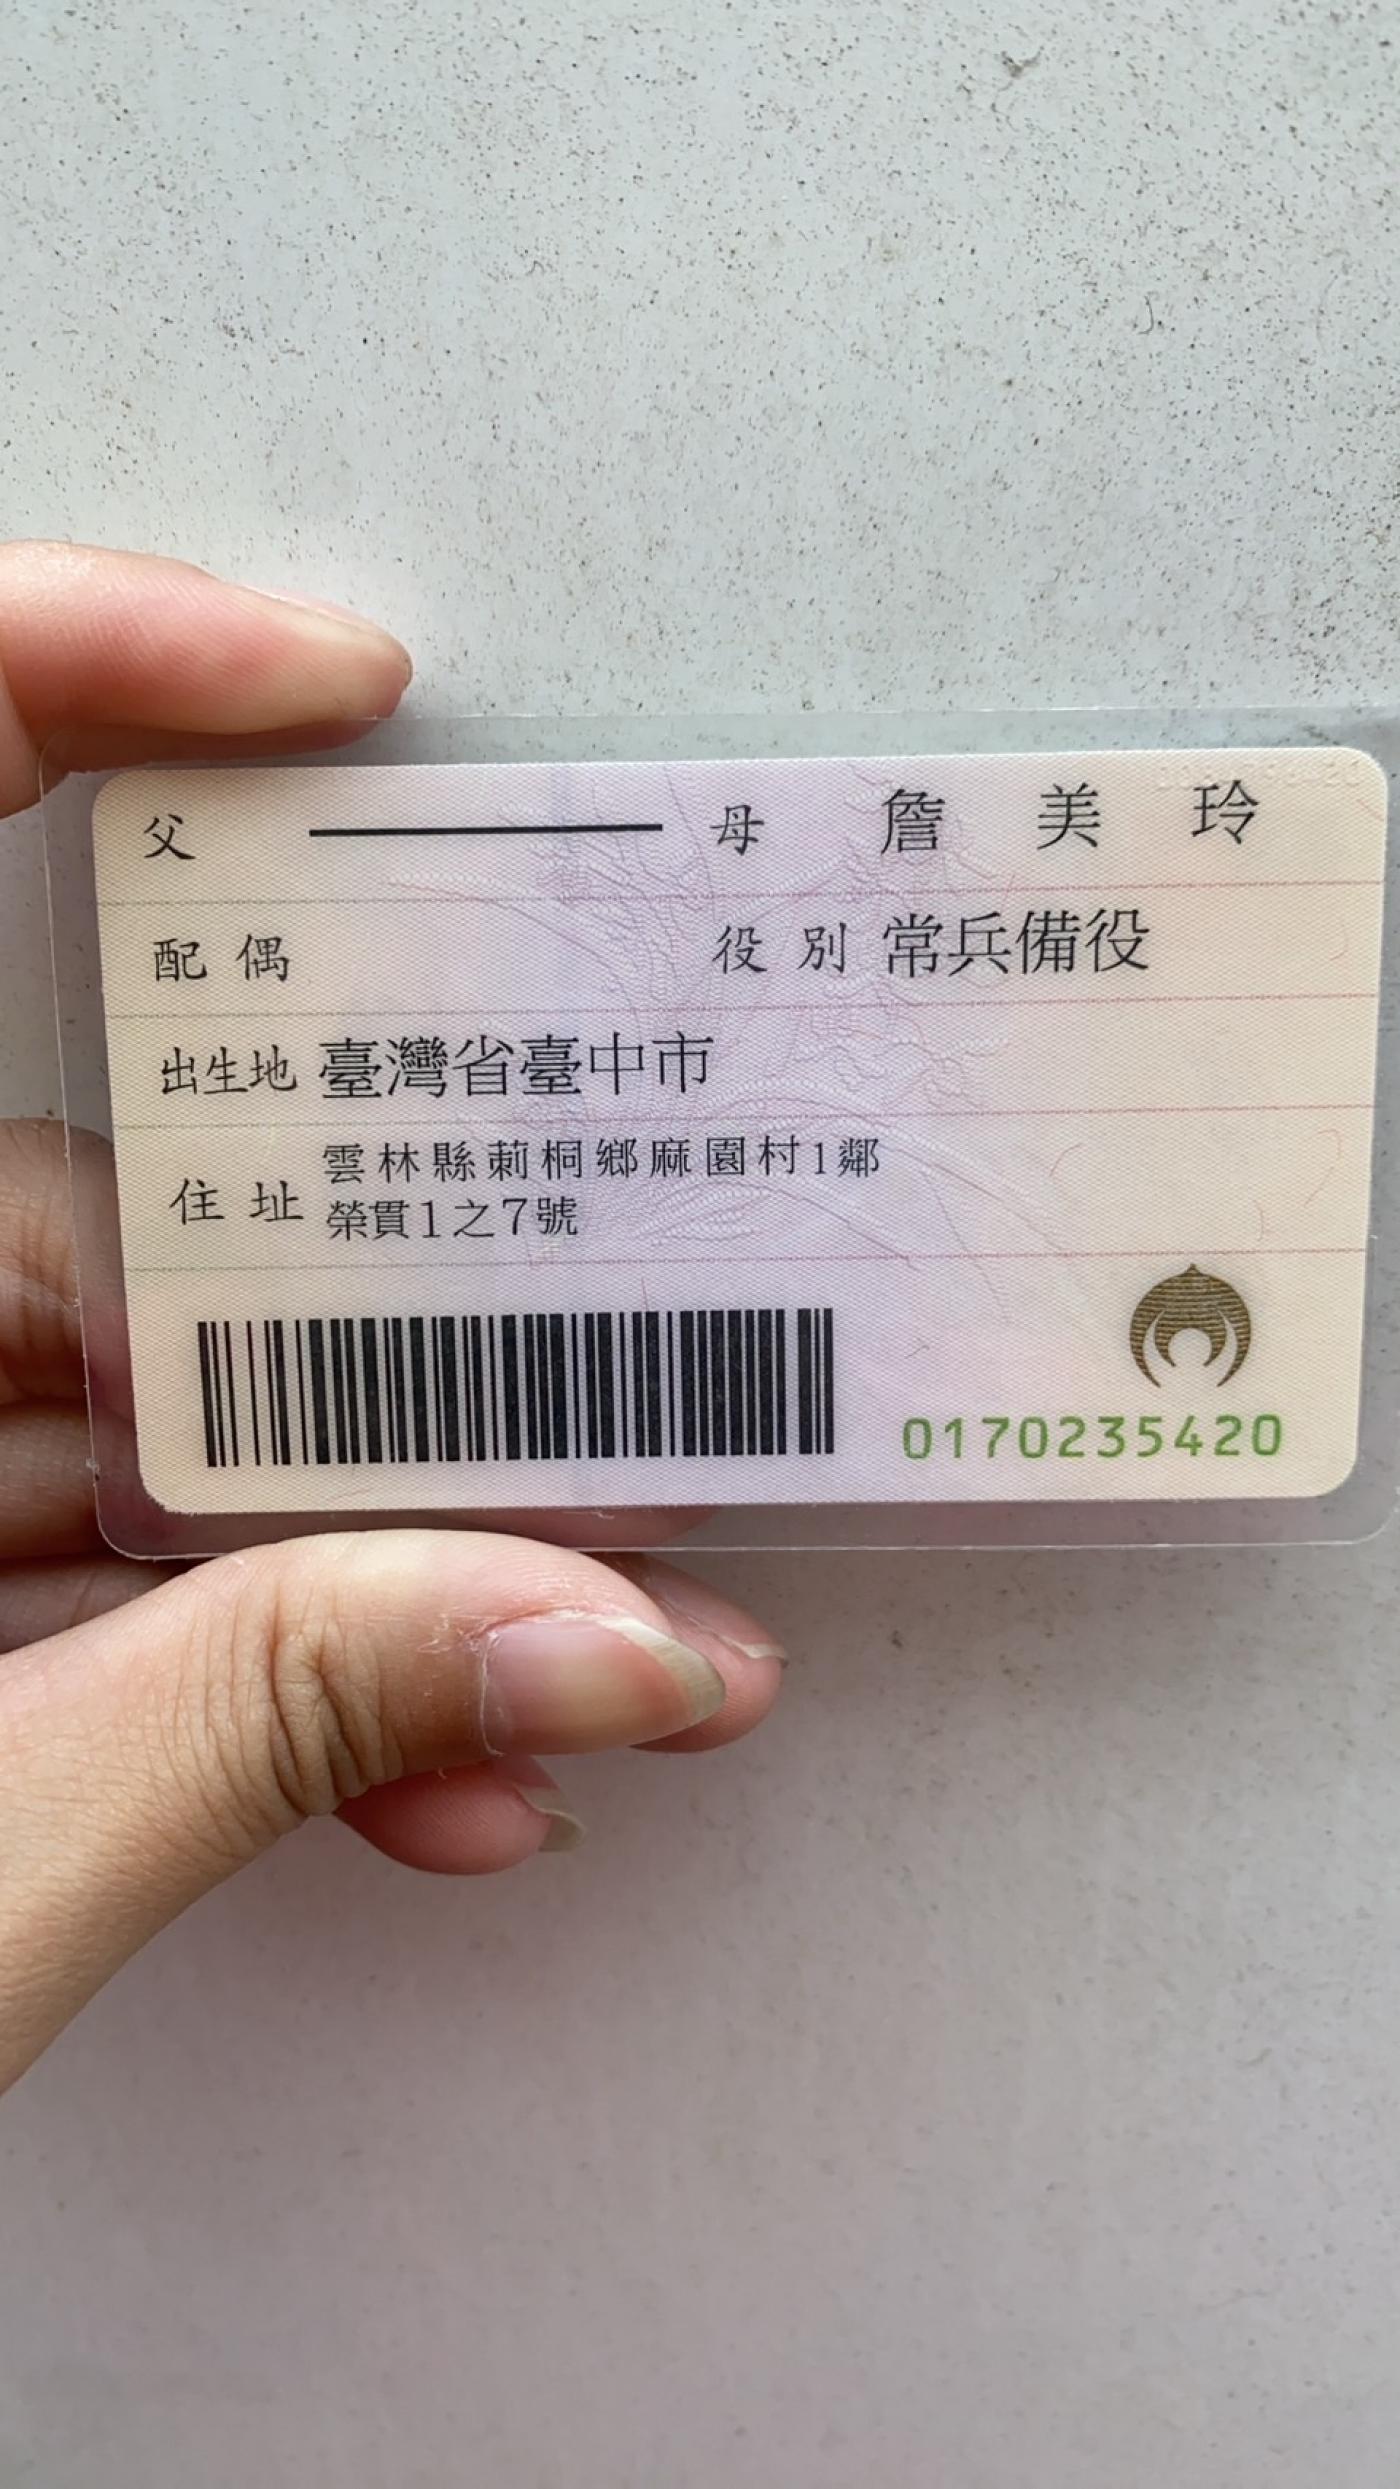 父 母 詹美玲
配偶 役別 常兵備役
出生地 臺灣省臺中市
住址 雲林縣莿桐鄉麻園村1鄰
榮貫1之7號
0170235420